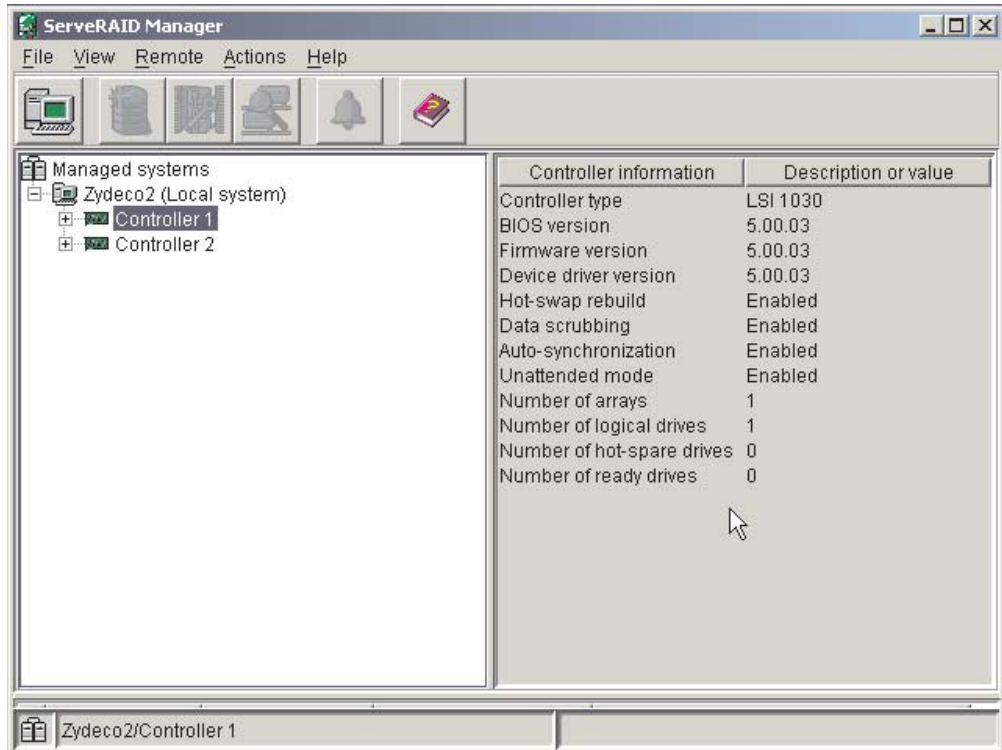 ServeRAID Manager
File View Remote Actions Help
Managed systems
Zydeco2 (Local system)
Controller 1
Controller 2
Controller information Description or value
Controller type LSI 1030
BIOS version 5.00.03
Firmware version 5.00.03
Device driver version 5.00.03
Hot-swap rebuild Enabled
Data scrubbing Enabled
Auto-synchronization Enabled
Unattended mode Enabled
Number of arrays 1
Number of logical drives 1
Number of hot-spare drives 0
Number of ready drives 0
Zydeco2/Controller 1